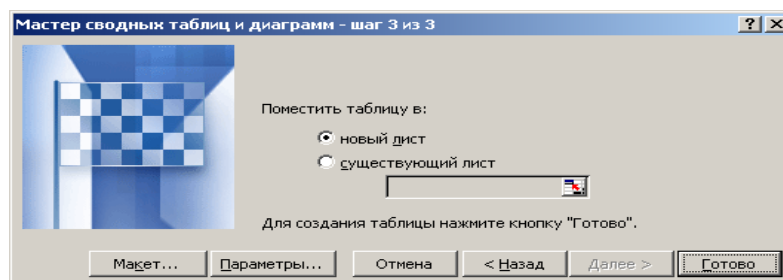 Мастер сводных таблиц и диаграмм - шаг 3 из 3
Поместить таблицу в:
новый лист
существующий лист
Для создания таблицы нажмите кнопку "Готово".
Макет... Параметры... Отмена < Назад Далее > Готово